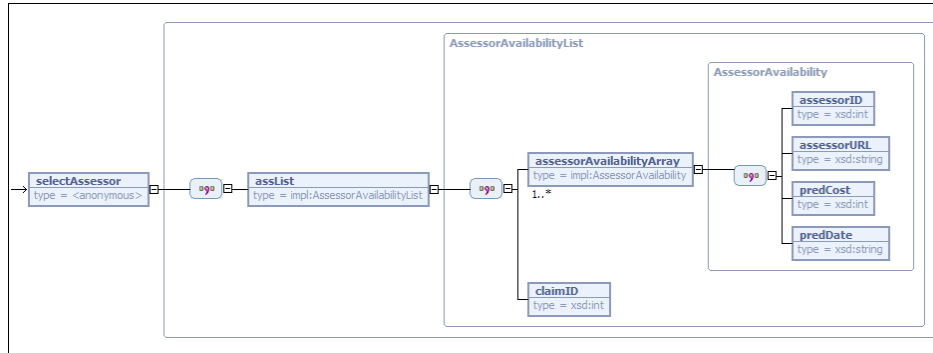 AssessorAvailabilityList
AssessorAvailability
assessorID
type = xsd:int
assessorURL
type = xsd:string
assessorAvailabilityArray
type = impl:AssessorAvailability
1..*
selectAssessor
type = <anonymous>
assList
type = impl:AssessorAvailabilityList
predCost
type = xsd:int
predDate
type = xsd:string
claimID
type = xsd:int